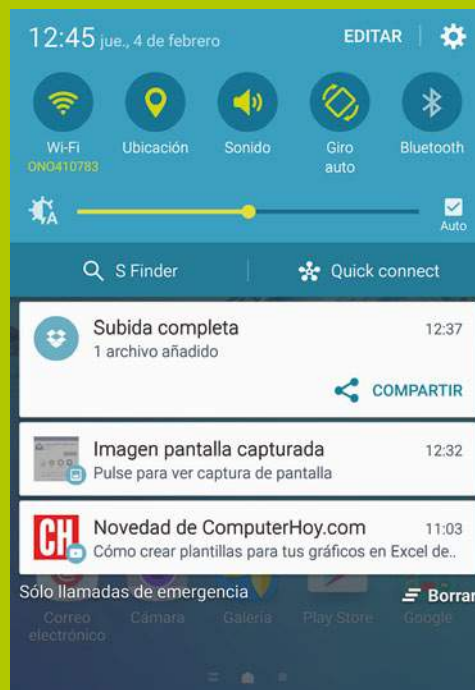 12:45 jue., 4 de febrero EDITAR
Wi-Fi Ubicación Sonido Giro auto Bluetooth
ONO410783
A Auto
S Finder Quick connect
Subida completa 12:37
1 archivo añadido
COMPARTIR
Imagen pantalla capturada 12:32
Pulse para ver captura de pantalla
CH Novedad de ComputerHoy.com 11:03
Cómo crear plantillas para tus gráficos en Excel de..
Sólo llamadas de emergencia Borrar
Correo electrónico Cámara Galería Play Store Google